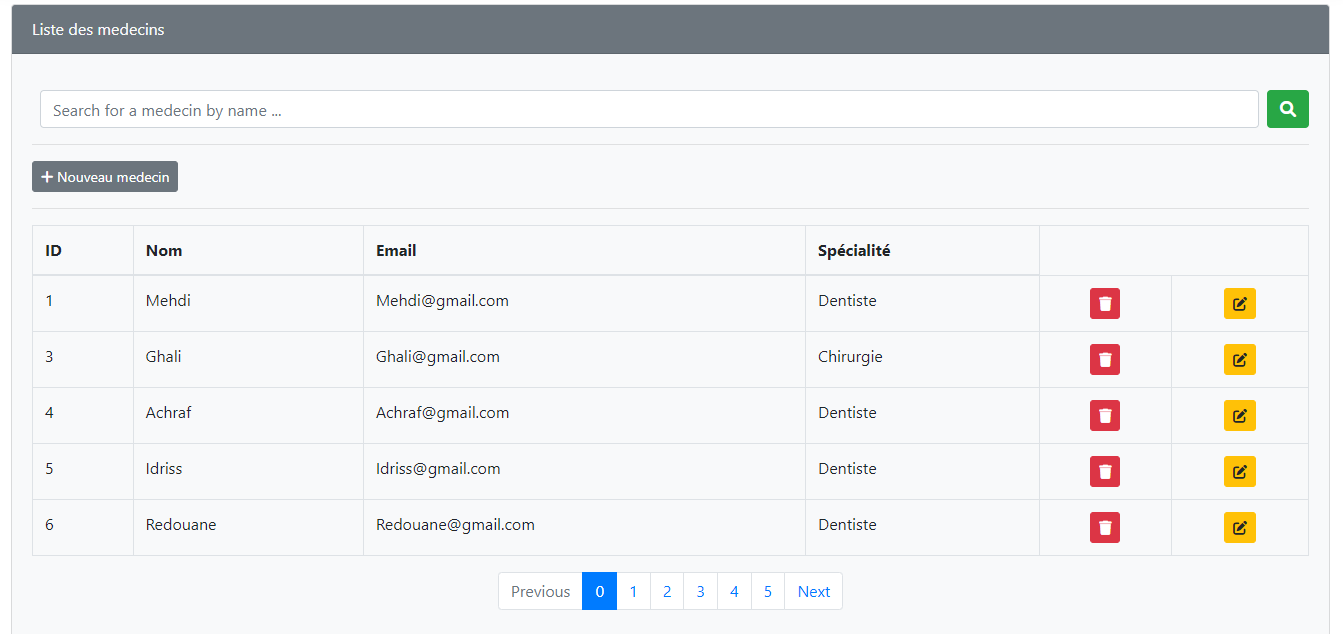 Liste des medecins
Search for a medecin by name ...
Nouveau medecin
ID Nom Email Spécialité
1 Mehdi Mehdi@gmail.com Dentiste
3 Ghali Ghali@gmail.com Chirurgie
4 Achraf Achraf@gmail.com Dentiste
5 Idriss Idriss@gmail.com Dentiste
6 Redouane Redouane@gmail.com Dentiste
Previous 0 1 2 3 4 5 Next